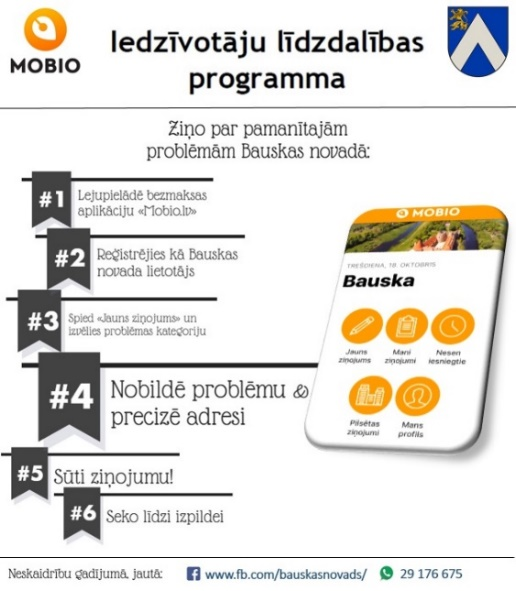 MOBIO
Iedzīvotāju līdzdalības
programma
Ziņo par pamanītajām
problēmām Bauskas novadā:
#1
Lejupielādē bezmaksas
aplikāciju «Mobio.lv»
#2
Reģistrējies kā Bauskas
novada lietotājs
#3
Spied «Jauns ziņojums» un
izvēlies problēmas kategoriju
#4
Nobildē problēmu &
precizē adresi
#5
Sūti ziņojumu!
#6
Seko līdzi izpildei
MOBIO
TREŠDIENA, 18. OKTOBRIS
Bauska
Jauns
ziņojums
Mani
ziņojumi
Nesen
iesniegtie
Pilsētas
ziņojumi
Mans
profils
Neskaidrību gadījumā, jautā:
www.fb.com/bauskasnovads/
29 176 675